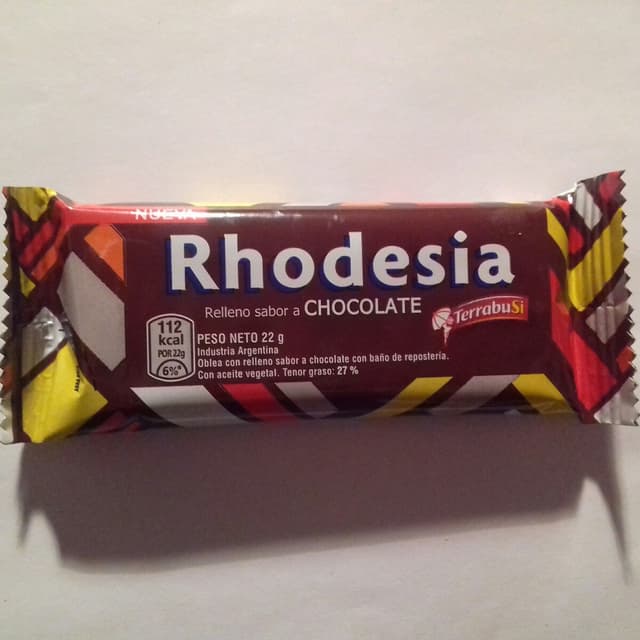 NUEVA
Rhodesia
Relleno sabor a CHOCOLATE
TerrabuSi
112
kcal
POR 22g
6%*
PESO NETO 22 g
Industria Argentina
Oblea con relleno sabor a chocolate con baño de repostería.
Con aceite vegetal. Tenor graso: 27 %